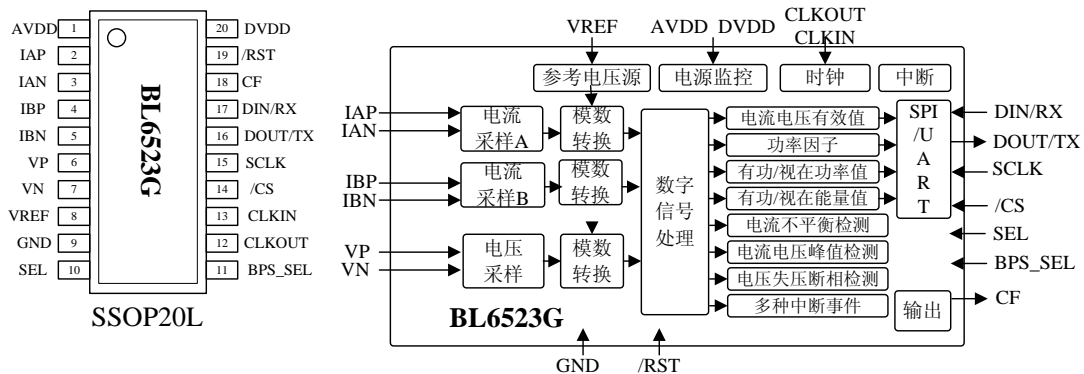 AVDD 1 20 DVDD
IAP 2 19 /RST
IAN 3 18 CF
IBP 4 17 DIN/RX
IBN 5 16 DOUT/TX
VP 6 15 SCLK
VN 7 14 /CS
VREF 8 13 CLKIN
GND 9 12 CLKOUT
SEL 10 11 BPS_SEL
BL6523G
SSOP20L
VREF AVDD DVDD CLKOUT
CLKIN
参考电压源 电源监控 时钟 中断
IAP
IAN
电流
采样A
模数
转换
IBP
IBN
电流
采样B
模数
转换
VP
VN
电压
采样
模数
转换
数字
信号
处理
电流电压有效值
功率因子
有功/视在功率值
有功/视在能量值
电流不平衡检测
电流电压峰值检测
电压失压断相检测
多种中断事件
SPI
/U
A
R
T
输出
DIN/RX
DOUT/TX
SCLK
/CS
SEL
BPS_SEL
CF
BL6523G
GND /RST